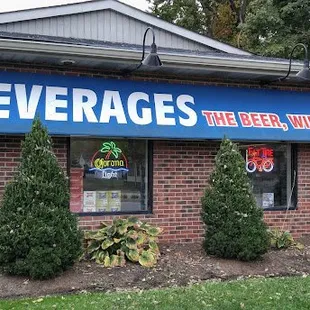 EVERAGES THE BEER, WI
Corona
Light